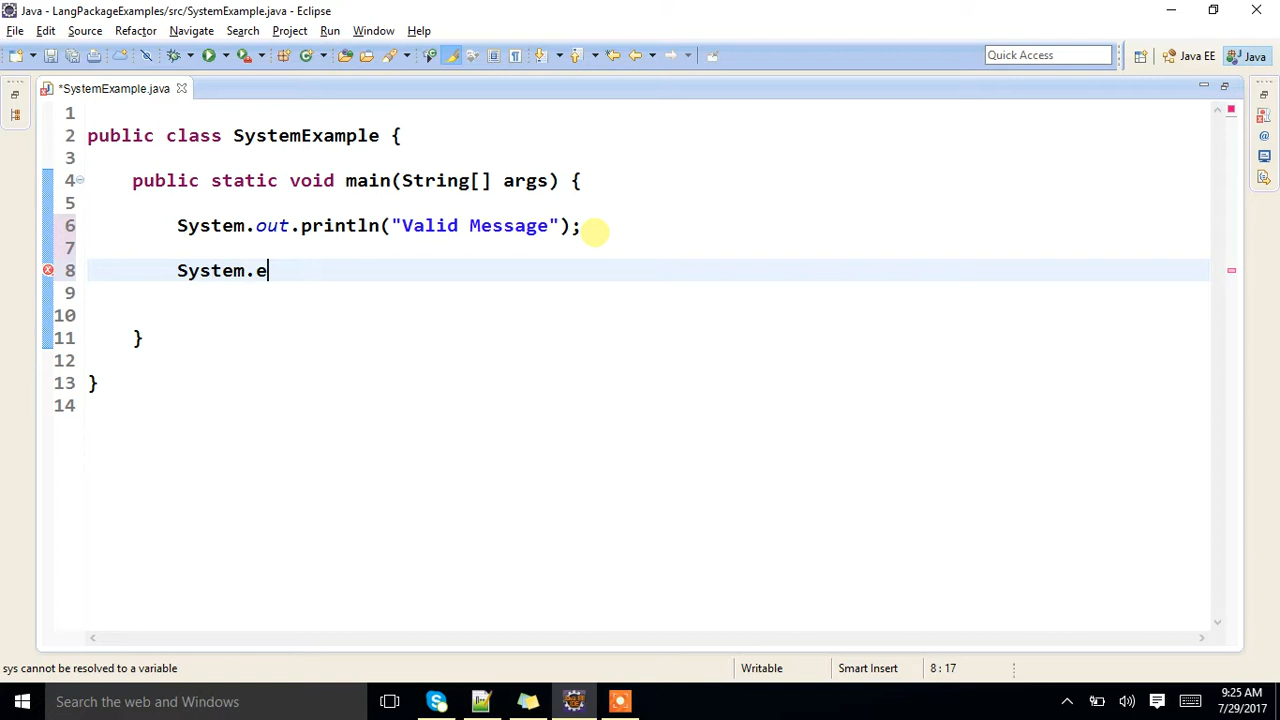 Java - LangPackageExamples/src/SystemExample.java - Eclipse
File Edit Source Refactor Navigate Search Project Run Window Help
Quick Access
Java EE
Java
*SystemExample.java
1
2 public class SystemExample {
3
4 public static void main(String[] args) {
5
6 System.out.println("Valid Message");
7
8 System.e
9
10
11 }
12
13 }
14
sys cannot be resolved to a variable
Writable
Smart Insert
8 : 17
Search the web and Windows
9:25 AM
7/29/2017